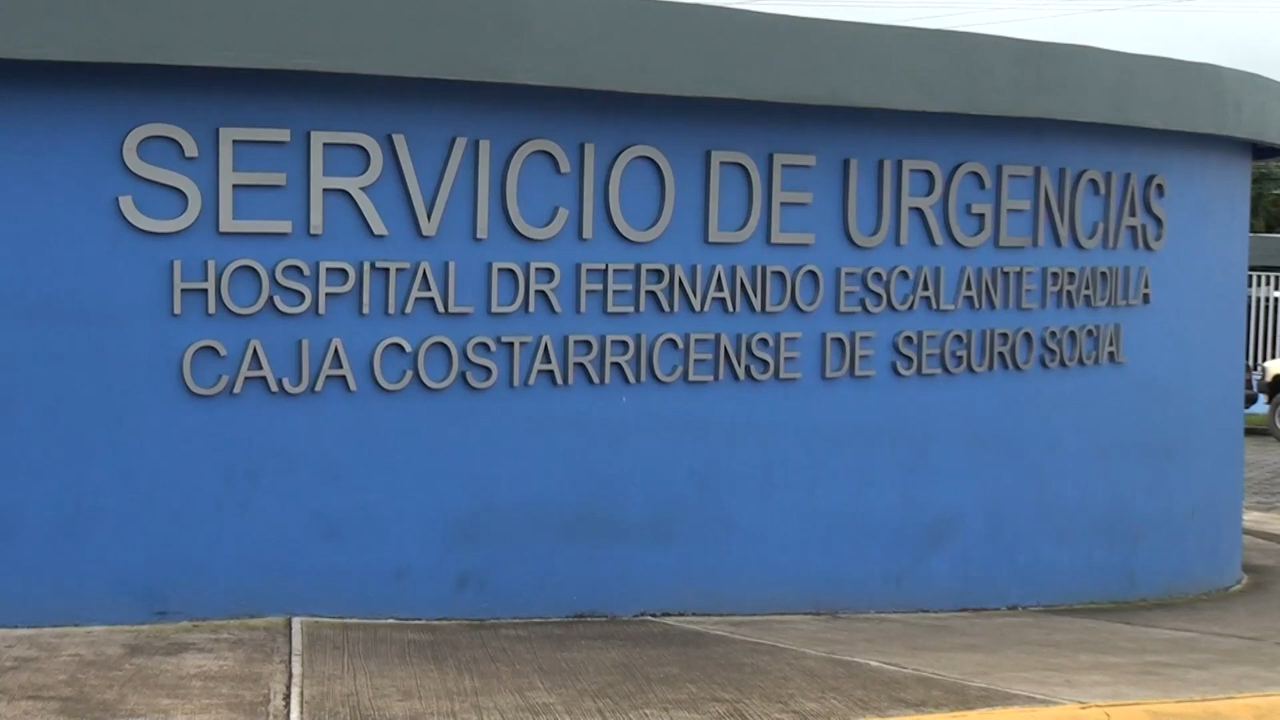 SERVICIO DE URGENCIAS
HOSPITAL DR FERNANDO ESCALANTE PRADILLA
CAJA COSTARRICENSE DE SEGURO SOCIAL